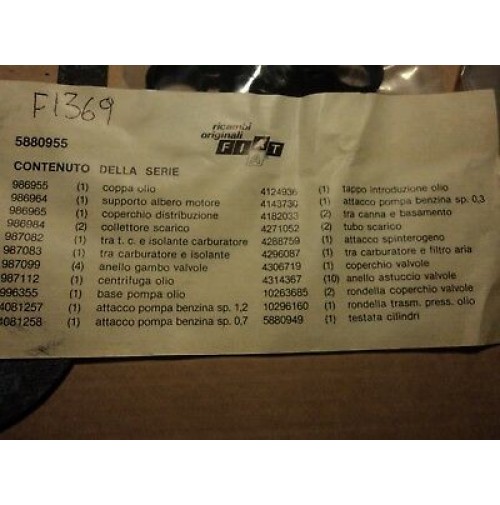 F1369
ricambi
originali
FIAT
5880955
CONTENUTO DELLA SERIE
986955 (1) coppa olio
986964 (1) supporto albero motore
986965 (1) coperchio distribuzione
986984 (2) collettore scarico
987082 (1) tra t. c. e isolante carburatore
987083 (1) tra carburatore e isolante
987099 (4) anello gambo valvole
987112 (1) centrifuga olio
996355 (1) base pompa olio
4081257 (1) attacco pompa benzina sp. 1,2
4081258 (1) attacco pompa benzina sp. 0,7
4124936 (1) tappo introduzione olio
4143730 (1) attacco pompa benzina sp. 0,3
4182033 (2) tra canna e basamento
4271052 (2) tubo scarico
4288759 (1) attacco spinterogeno
4296087 (1) tra carburatore e filtro aria
4306719 (1) coperchio valvole
4314367 (10) anello astuccio valvole
10263685 (2) rondella coperchio valvole
10296160 (1) rondella trasm. press. olio
5880949 (1) testata cilindri